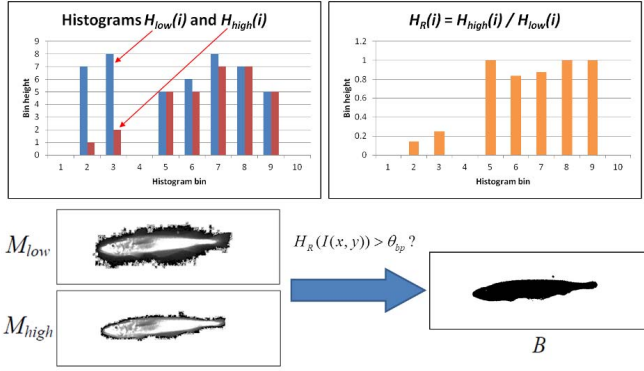 Histograms H_low(i) and H_high(i)
Bin height
9
8
7
6
5
4
3
2
1
0
1 2 3 4 5 6 7 8 9 10
Histogram bin
H_R(i) = H_high(i) / H_low(i)
Bin height
1.2
1
0.8
0.6
0.4
0.2
0
1 2 3 4 5 6 7 8 9 10
Histogram bin
M_low
H_R(I(x, y)) > θ_bp ?
M_high
B